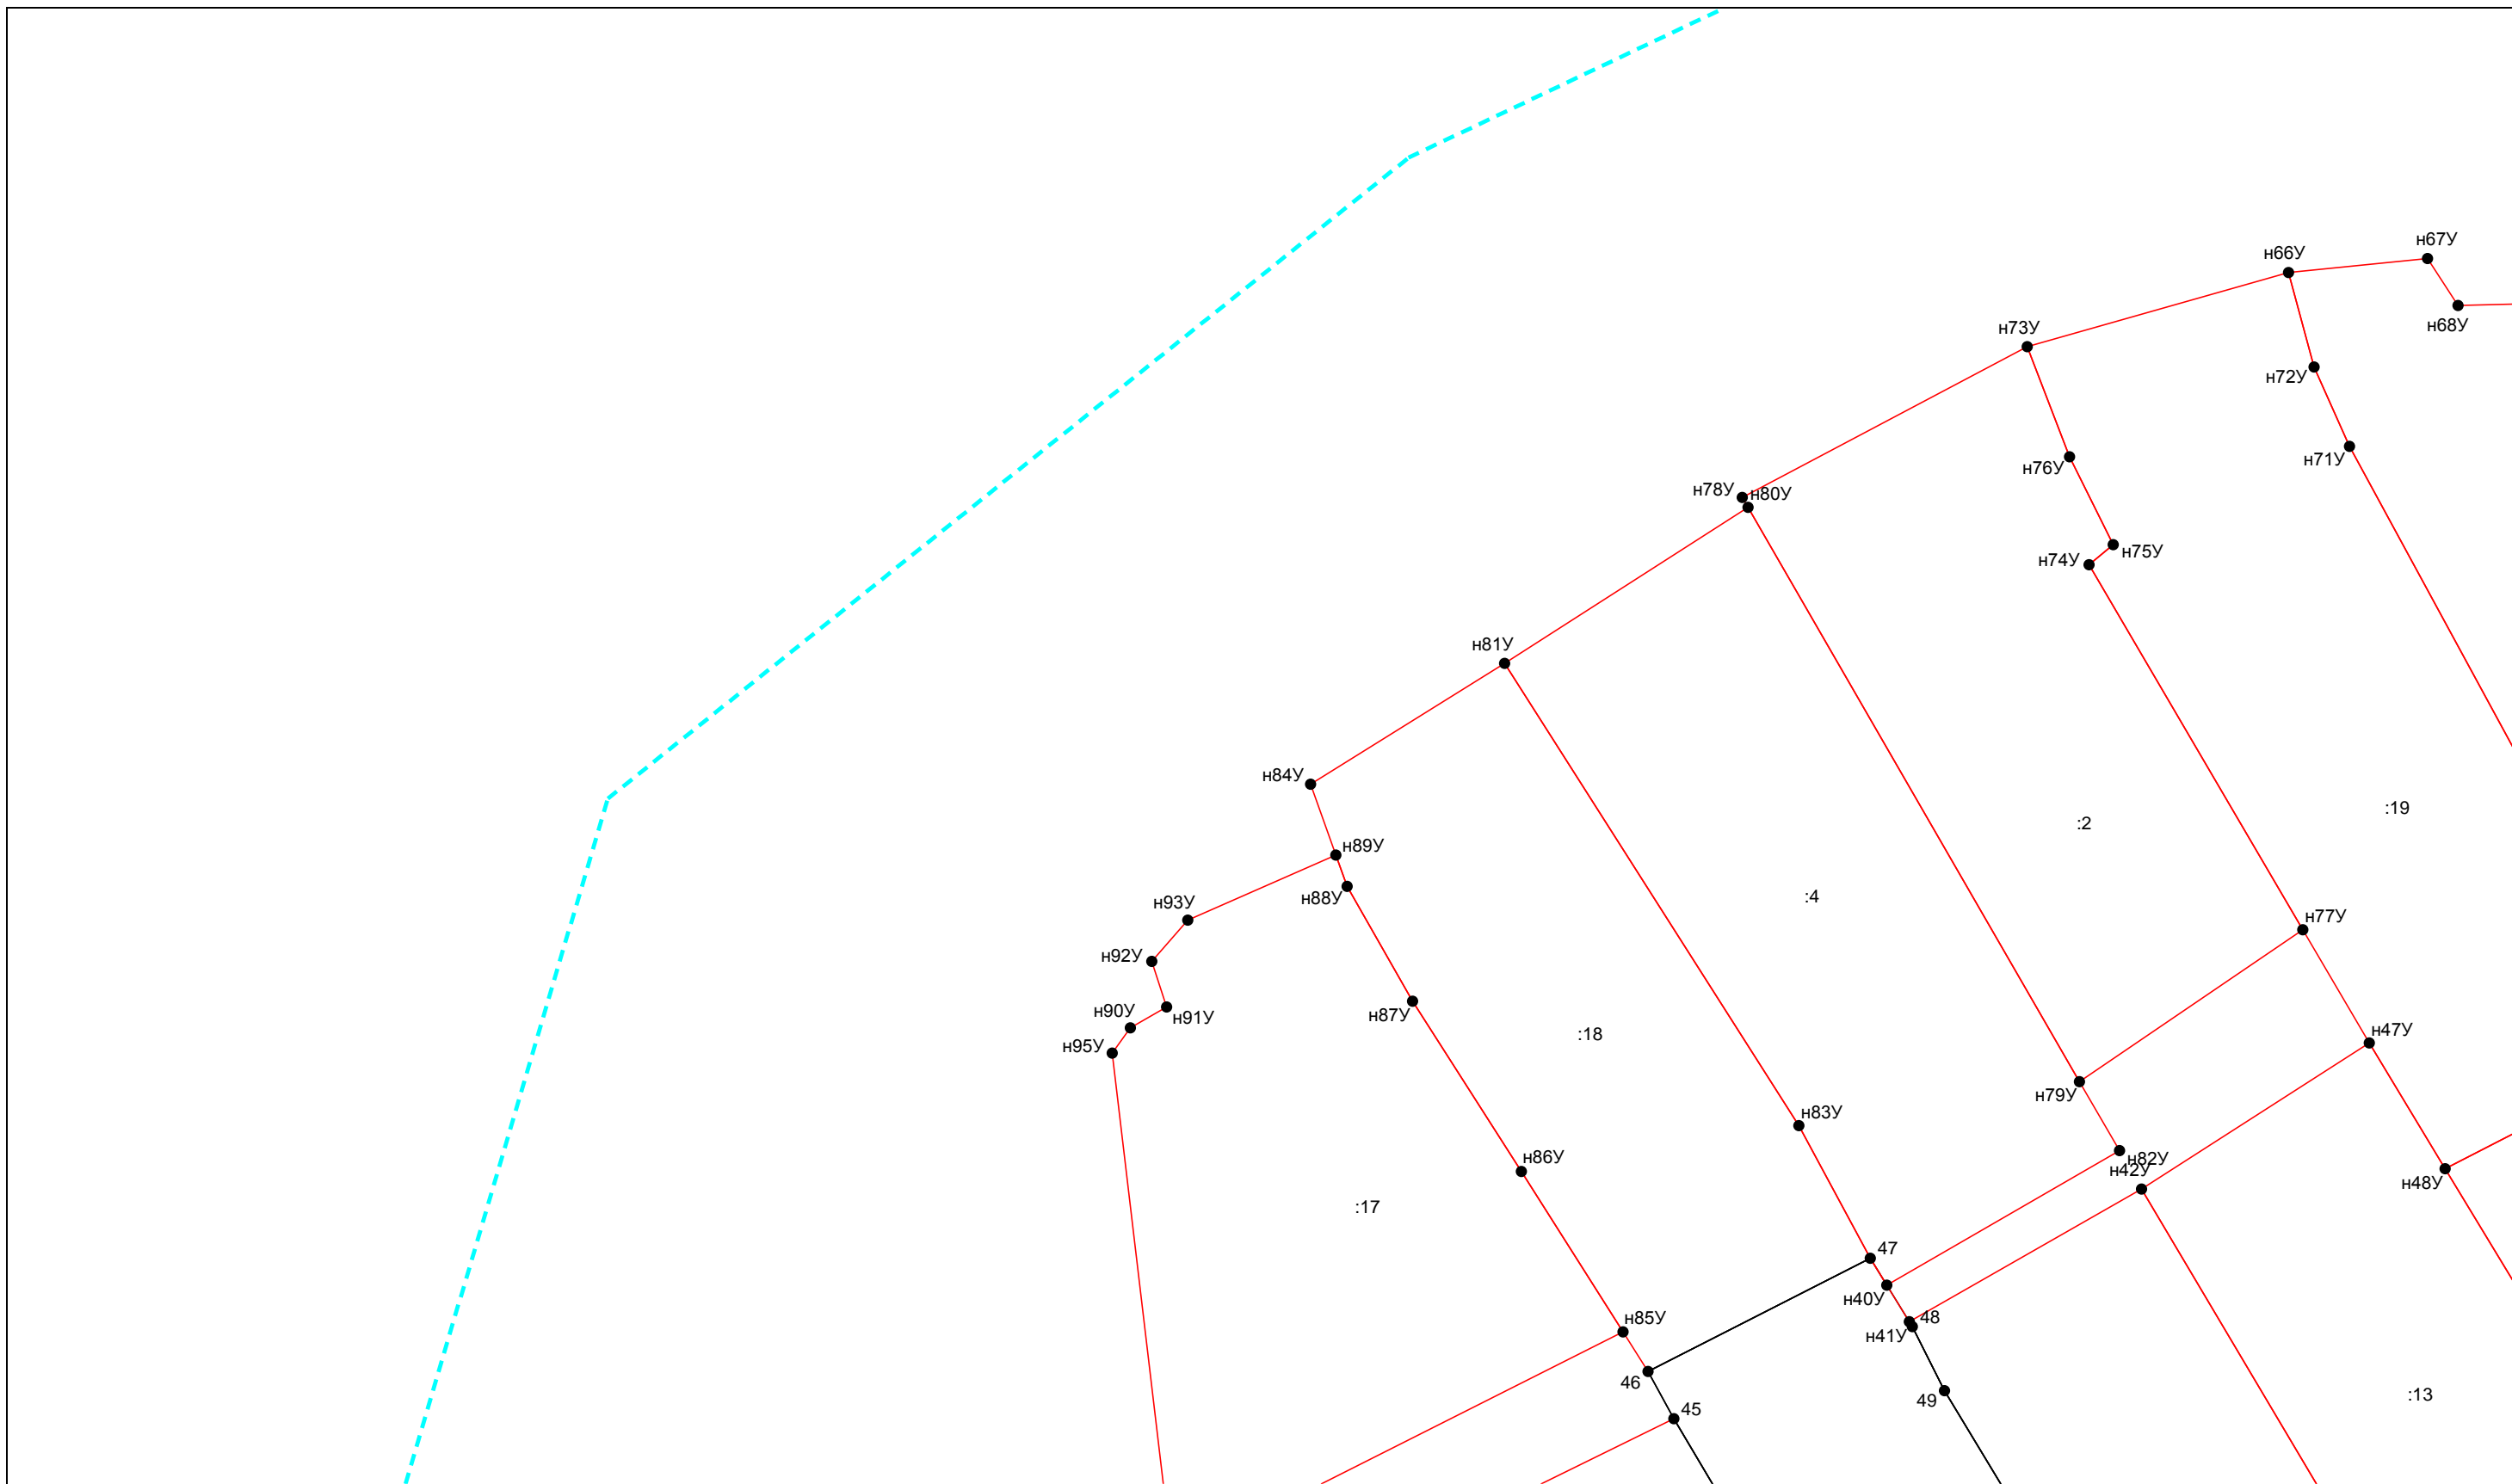 н67У
н66У
н68У
н73У
н72У
н71У
н76У
н78У
н80У
н75У
н74У
н81У
н84У
:19
:2
н89У
н88У
:4
н93У
н77У
н92У
н90У
н91У
н87У
н47У
:18
н95У
н79У
н83У
н86У
н82У
н42У
н48У
:17
47
н40У
48
н85У
н41У
46
49
:13
45